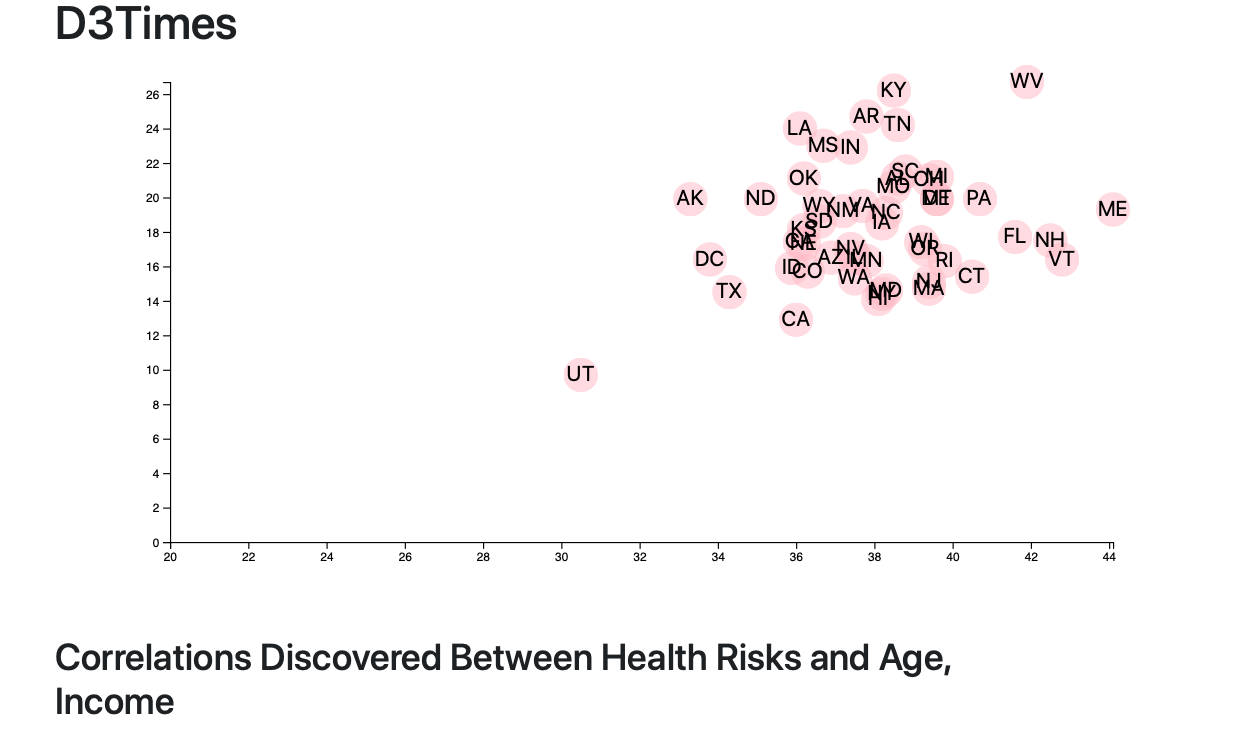 D3Times
26
24
22
20
18
16
14
12
10
8
6
4
2
0
WV
KY
AR
TN
LA
MS IN
OK
SC
OH MI
MO
AK
ND
PA
WY
NM VA
NC
ME
SD
IA
KS
FL
NH
WI
OR
NV
DC
AZ
MN
RI
VT
ID
CO
WA
CT
TX
NJ
MA
MD
CA
UT
20 22 24 26 28 30 32 34 36 38 40 42 44
Correlations Discovered Between Health Risks and Age,
Income